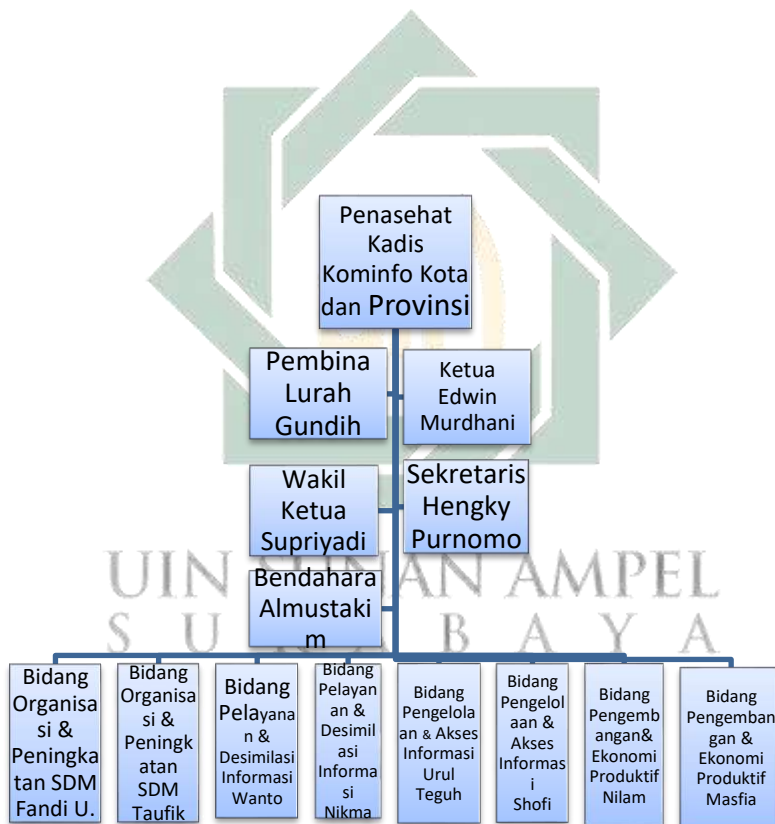 Penasehat
Kadis
Kominfo Kota
dan Provinsi
Pembina
Lurah
Gundih
Ketua
Edwin
Murdhani
Wakil
Ketua
Supriyadi
Sekretaris
Hengky
Purnomo
UIN SUNAN AMPEL
S U R A B A Y A
Bendahara
Almustaki
m
Bidang
Organisa
si &
Peningka
tan SDM
Fandi U.
Bidang
Organisa
si &
Peningk
atan
SDM
Taufik
Bidang
Pelayana
n &
Desimilasi
Informasi
Wanto
Bidang
Pelayana
n &
Desimil
asi
Informa
si
Nikma
Bidang
Pengelola
an & Akses
Informasi
Urul
Teguh
Bidang
Pengelol
aan &
Akses
Informas
i
Shofi
Bidang
Pengemb
angan&
Ekonomi
Produktif
Nilam
Bidang
Pengemban
gan &
Ekonomi
Produktif
Masfia